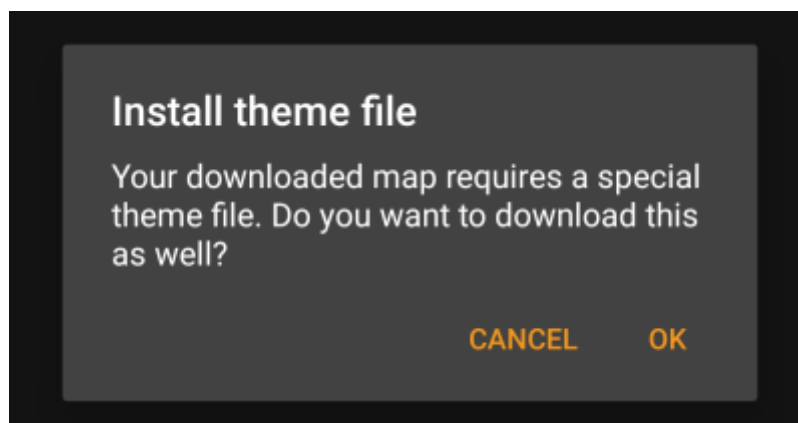 Install theme file
Your downloaded map requires a special
theme file. Do you want to download this
as well?
CANCEL OK